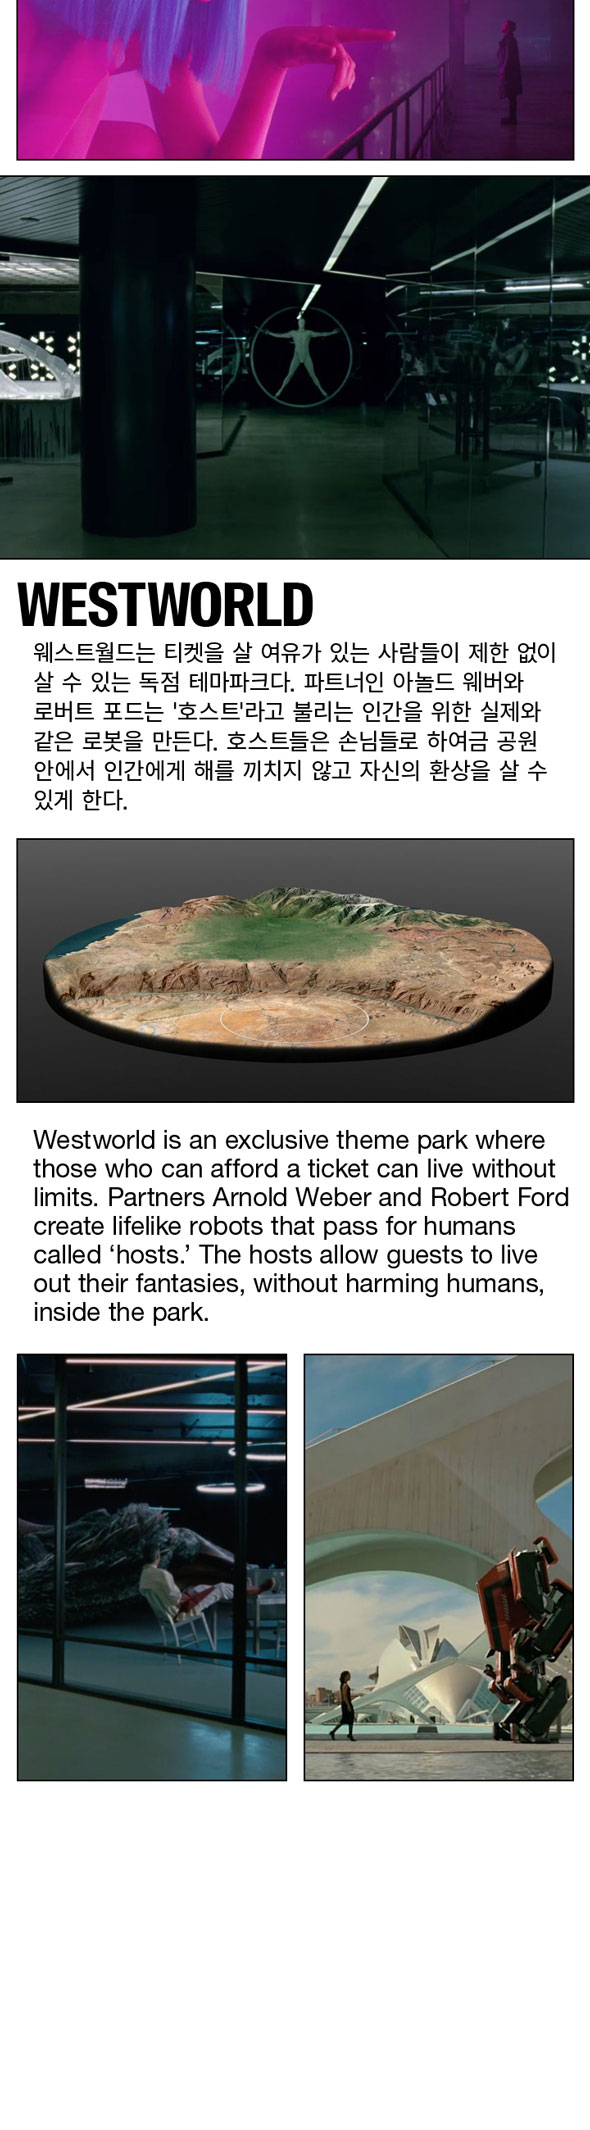 WESTWORLD
웨스트월드는 티켓을 살 여유가 있는 사람들이 제한 없이
살 수 있는 독점 테마파크다. 파트너인 아놀드 웨버와
로버트 포드는 '호스트'라고 불리는 인간을 위한 실제와
같은 로봇을 만든다. 호스트들은 손님들로 하여금 공원
안에서 인간에게 해를 끼치지 않고 자신의 환상을 살 수
있게 한다.
Westworld is an exclusive theme park where
those who can afford a ticket can live without
limits. Partners Arnold Weber and Robert Ford
create lifelike robots that pass for humans
called ‘hosts.’ The hosts allow guests to live
out their fantasies, without harming humans,
inside the park.